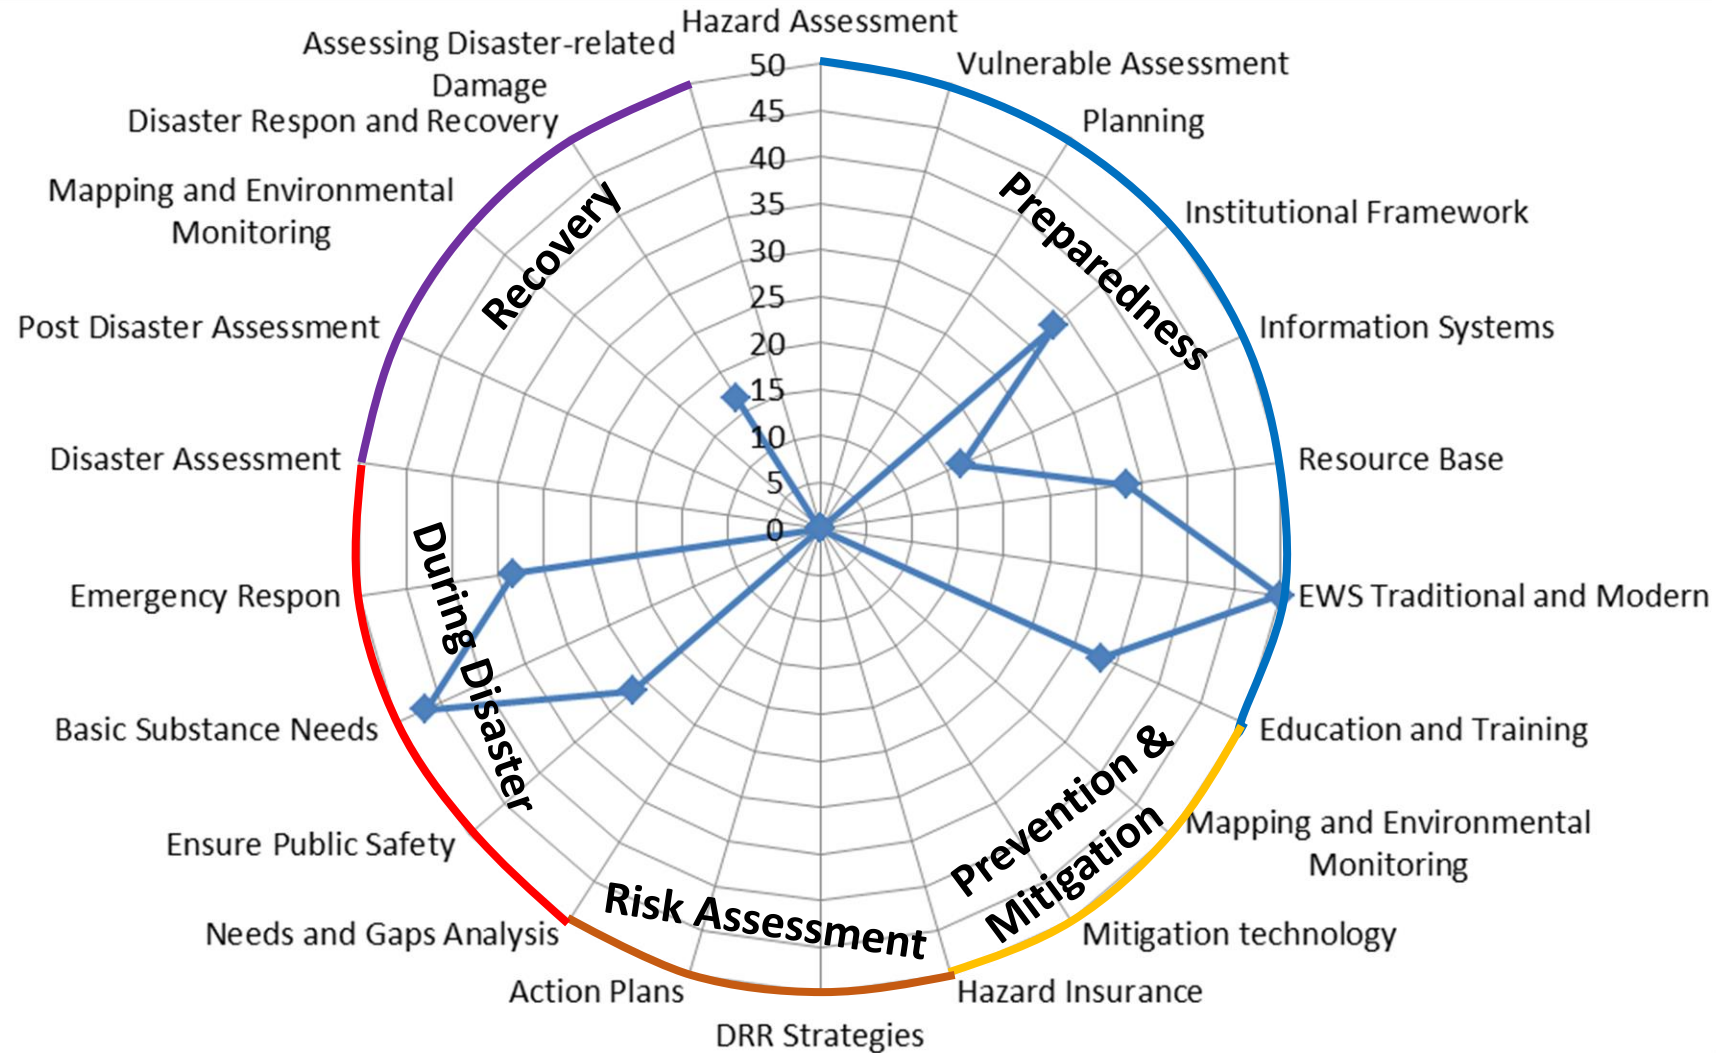 Hazard Assessment
Vulnerable Assessment
Planning
Institutional Framework
Information Systems
Resource Base
EWS Traditional and Modern
Education and Training
Mapping and Environmental
Monitoring
Mitigation technology
Hazard Insurance
DRR Strategies
Action Plans
Needs and Gaps Analysis
Ensure Public Safety
Basic Substance Needs
Emergency Respon
Disaster Assessment
Post Disaster Assessment
Mapping and Environmental
Monitoring
Disaster Respon and Recovery
Assessing Disaster-related
Damage
50
45
40
35
30
25
20
15
10
5
0
Preparedness
Prevention &
Mitigation
Risk Assessment
During Disaster
Recovery